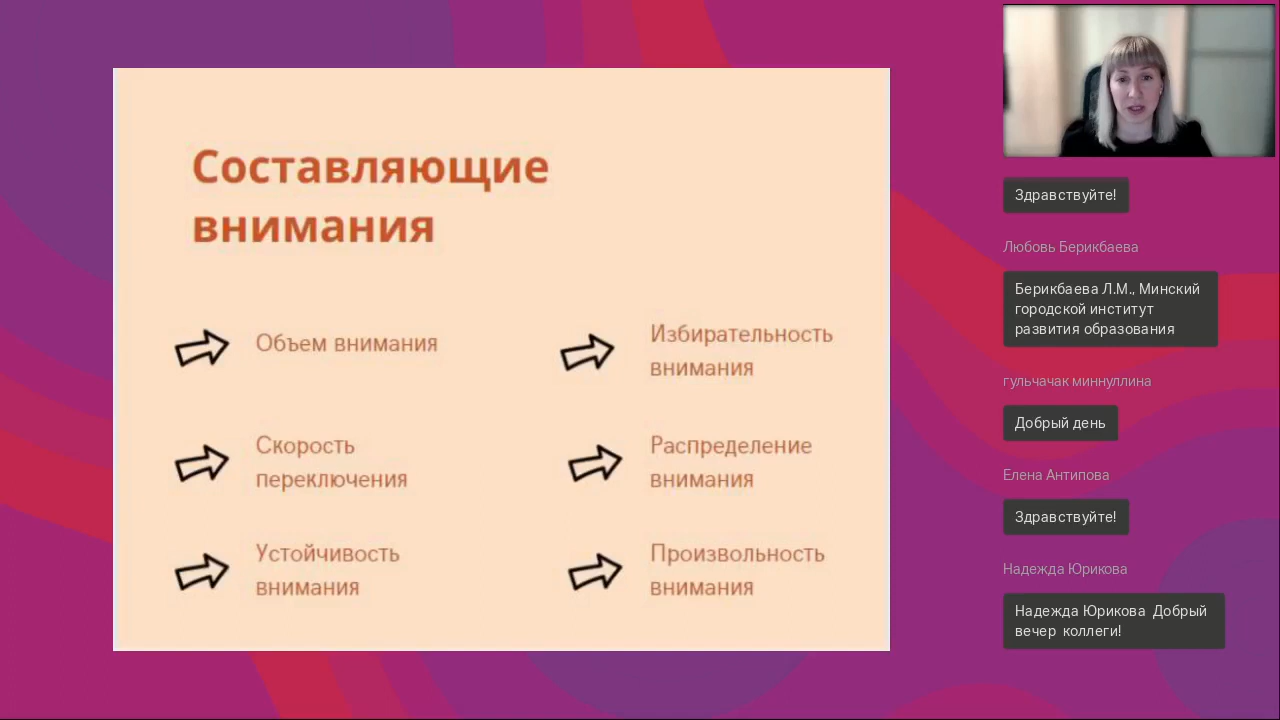 Составляющие
внимания
Объем внимания
Избирательность
внимания
Скорость
переключения
Распределение
внимания
Устойчивость
внимания
Произвольность
внимания
Здравствуйте!
Любовь Берикбаева
Берикбаева Л.М., Минский
городской институт
развития образования
гульчачак миннуллина
Добрый день
Елена Антипова
Здравствуйте!
Надежда Юрикова
Надежда Юрикова Добрый
вечер коллеги!